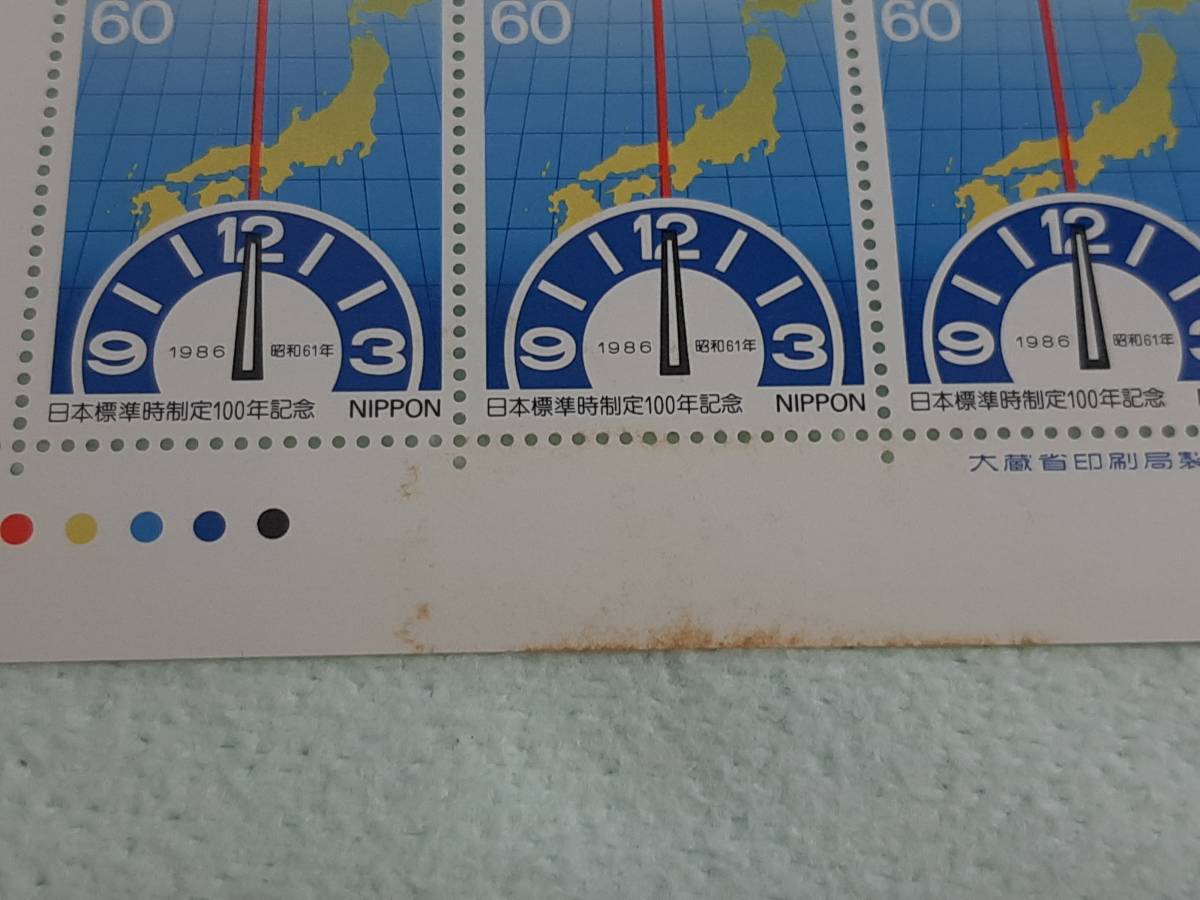 60 60 60
12 12 12
9 3 9 3 9
1986 昭和61年 1986 昭和61年 1986 昭和61年
日本標準時制定100年記念 NIPPON 日本標準時制定100年記念 NIPPON 日本標準時制定100年記念
大蔵省印刷局製